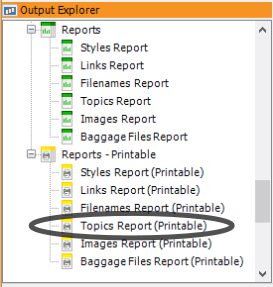 Output Explorer
Reports
Styles Report
Links Report
Filenames Report
Topics Report
Images Report
Baggage Files Report
Reports - Printable
Styles Report (Printable)
Links Report (Printable)
Filenames Report (Printable)
Topics Report (Printable)
Images Report (Printable)
Baggage Files Report (Printable)